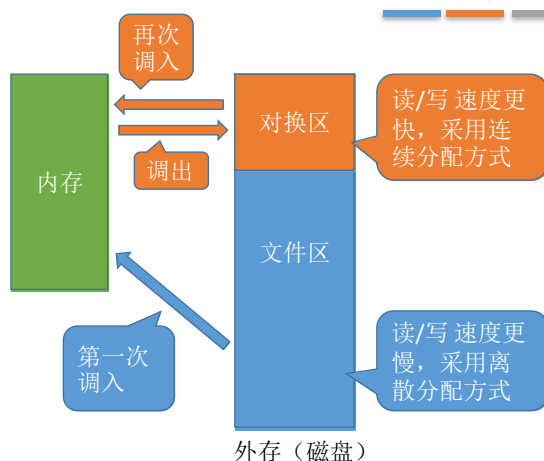 再次
调入
对换区
读/写 速度更
快，采用连
续分配方式
调出
内存
文件区
第一次
调入
读/写 速度更
慢，采用离
散分配方式
外存（磁盘）